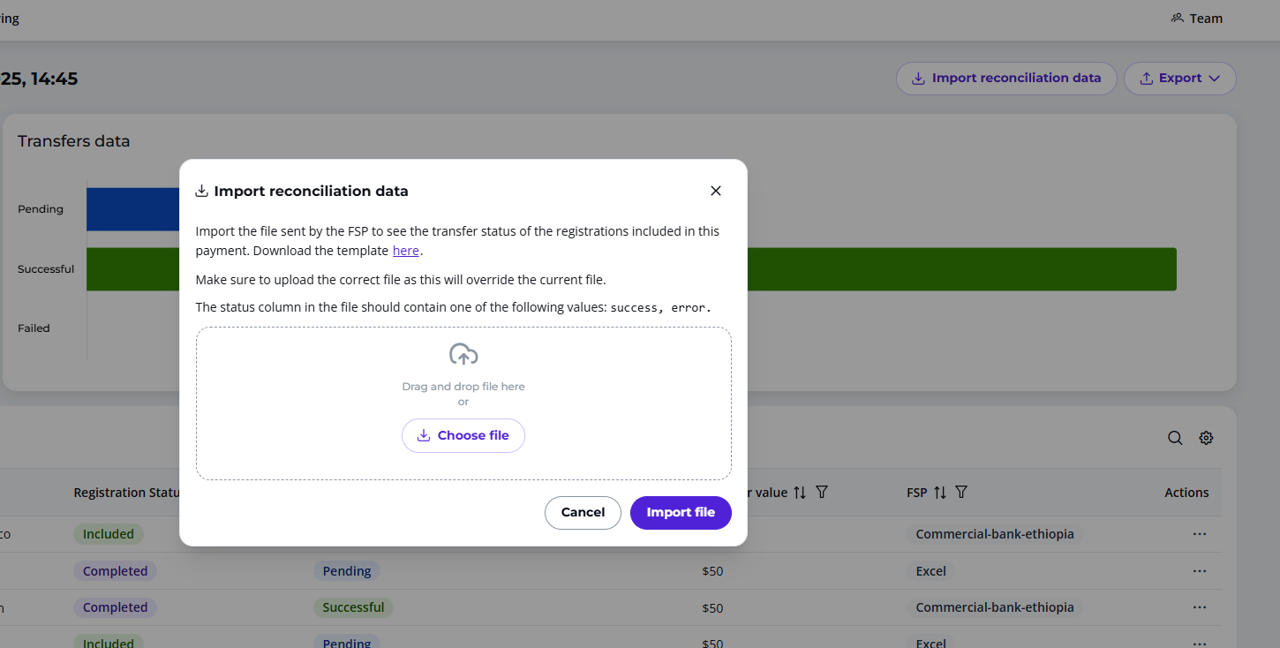 ring
Team
25, 14:45
Import reconciliation data
Export
Transfers data
Pending
Successful
Failed
Import reconciliation data
Import the file sent by the FSP to see the transfer status of the registrations included in this
payment. Download the template here.
Make sure to upload the correct file as this will override the current file.
The status column in the file should contain one of the following values: success, error.
Drag and drop file here
or
Choose file
Cancel
Import file
Registration Statu
r value
FSP
Actions
co
Included
Commercial-bank-ethiopia
Completed
Pending
$50
Excel
n
Completed
Successful
$50
Commercial-bank-ethiopia
Included
Pending
$50
Excel